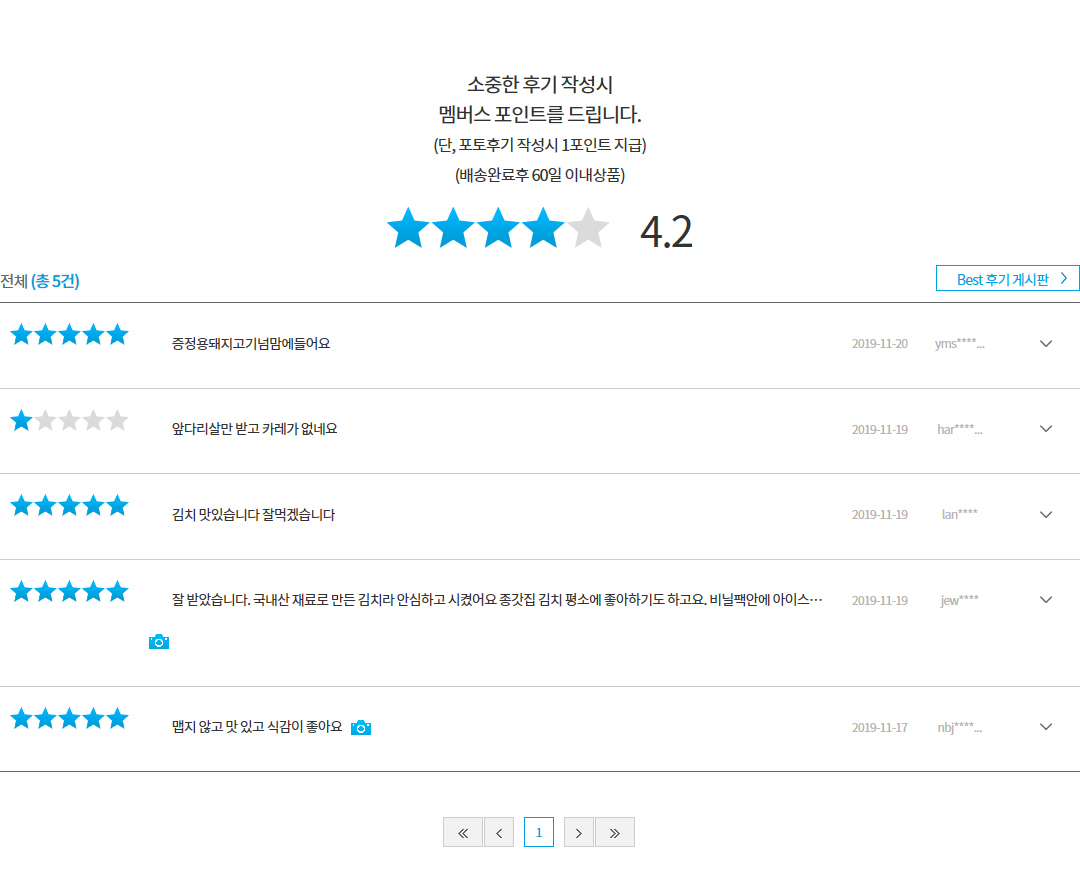 소중한 후기 작성시
멤버스 포인트를 드립니다.
(단, 포토후기 작성시 1포인트 지급)
(배송완료후 60일 이내상품)
4.2
전체 (총 5건)
Best 후기 게시판
증정용돼지고기넘맘에들어요 2019-11-20 yms****...
앞다리살만 받고 카레가 없네요 2019-11-19 har****...
김치 맛있습니다 잘먹겠습니다 2019-11-19 lan****
잘 받았습니다. 국내산 재료로 만든 김치라 안심하고 시켰어요 종갓집 김치 평소에 좋아하기도 하고요. 비닐팩안에 아이스… 2019-11-19 jew****
맵지 않고 맛 있고 식감이 좋아요 2019-11-17 nbj****...
1